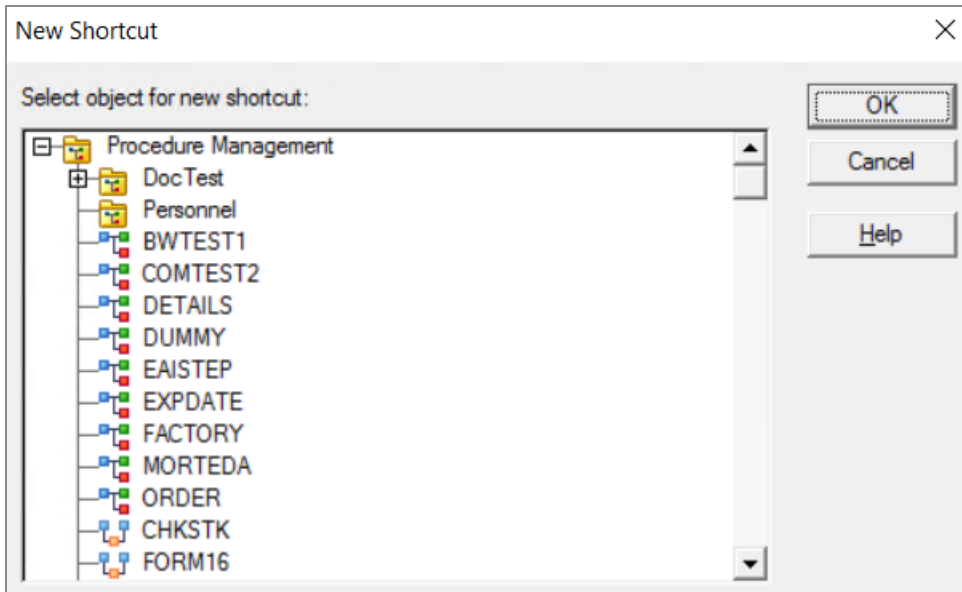 New Shortcut
Select object for new shortcut:
OK
Procedure Management
DocTest
Cancel
Personnel
BWTEST1
Help
COMTEST2
DETAILS
DUMMY
EAISTEP
EXPDATE
FACTORY
MORTEDA
ORDER
CHKSTK
FORM16